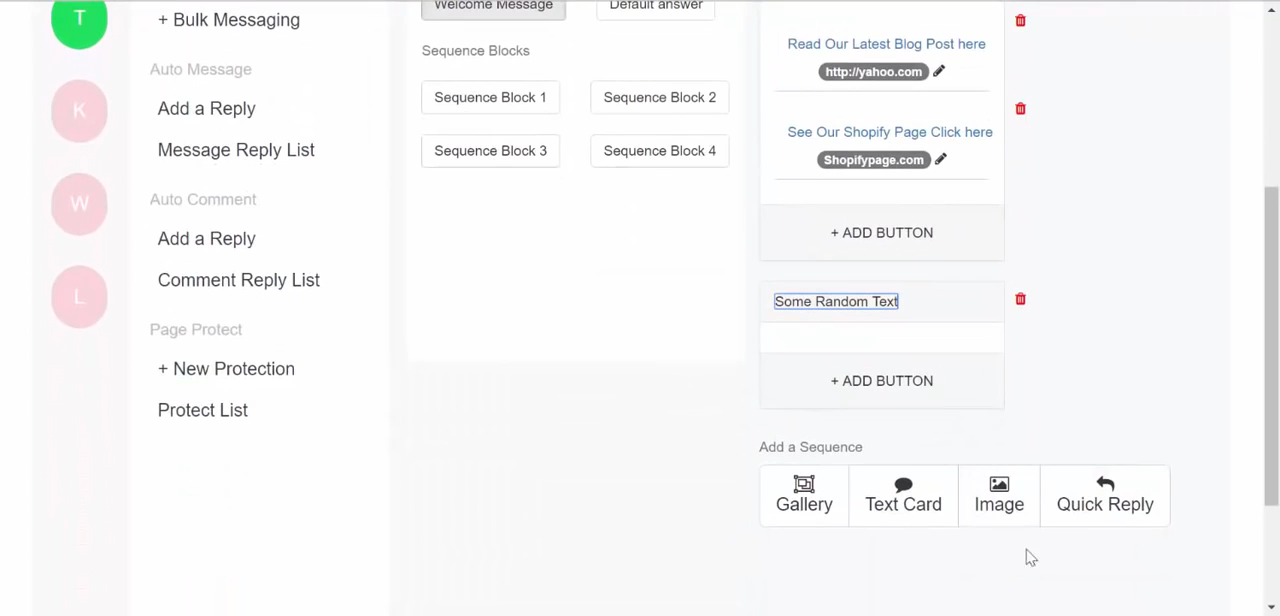 T
+ Bulk Messaging
Auto Message
K
Add a Reply
Message Reply List
Auto Comment
W
Add a Reply
Comment Reply List
L
Page Protect
+ New Protection
Protect List
Welcome Message
Default answer
Sequence Blocks
Sequence Block 1
Sequence Block 2
Sequence Block 3
Sequence Block 4
Read Our Latest Blog Post here
http://yahoo.com
See Our Shopify Page Click here
Shopifypage.com
+ ADD BUTTON
Some Random Text
+ ADD BUTTON
Add a Sequence
Gallery
Text Card
Image
Quick Reply